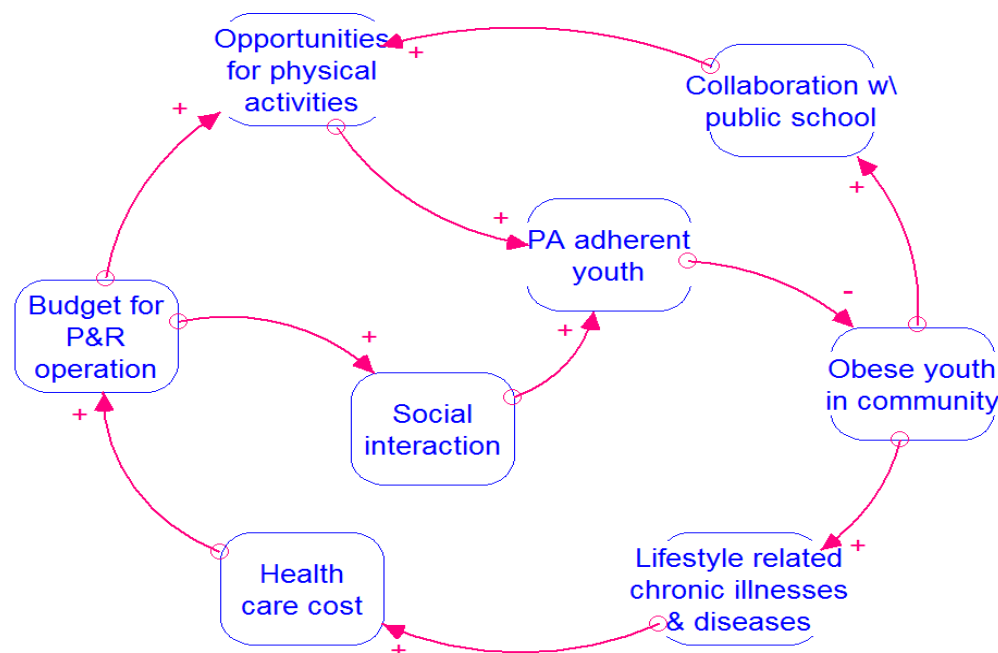 Opportunities
for physical
activities
+
Collaboration w\
public school
+
+
+
PA adherent
youth
-
Budget for
P&R
operation
+
+
Obese youth
in community
+
Social
interaction
+
Health
care cost
Lifestyle related
chronic illnesses
& diseases
+